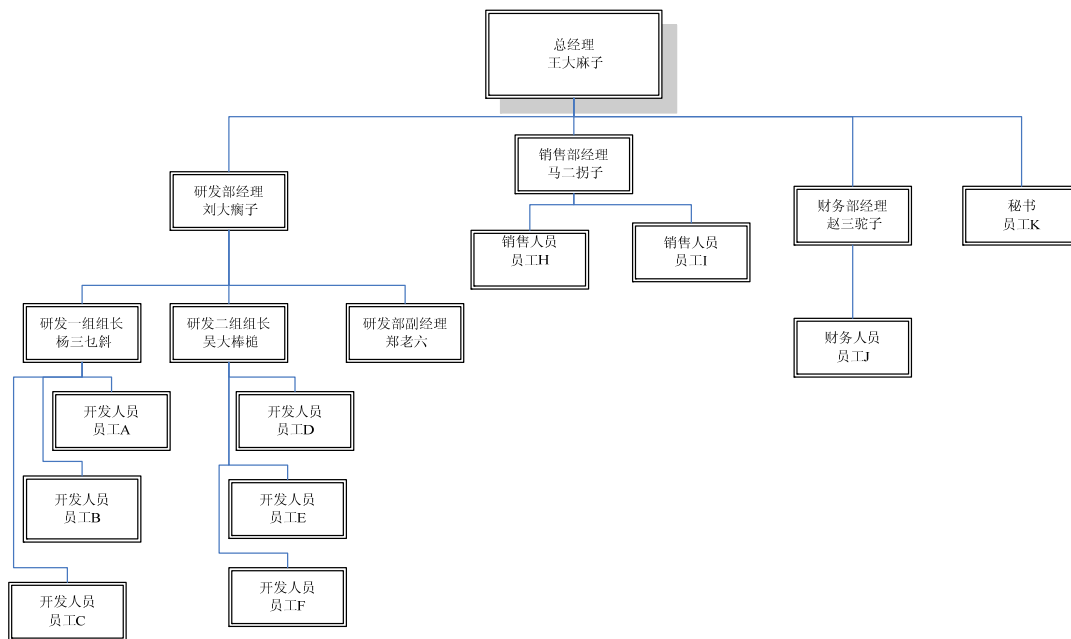 总经理
王大麻子
销售部经理
马二拐子
研发部经理
刘大瘸子
财务部经理
赵三驼子
秘书
员工K
销售人员
员工H
销售人员
员工I
研发一组组长
杨三乜斜
研发二组组长
吴大棒槌
研发部副经理
郑老六
财务人员
员工J
开发人员
员工A
开发人员
员工D
开发人员
员工B
开发人员
员工E
开发人员
员工C
开发人员
员工F